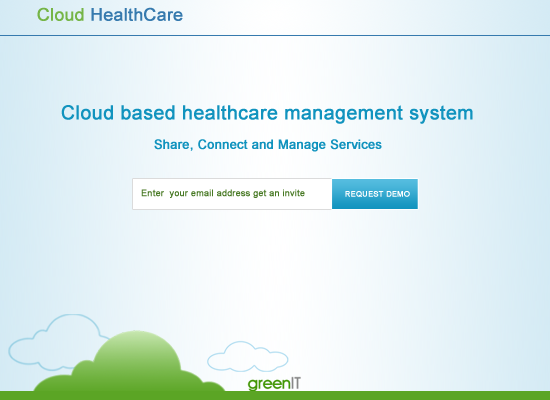 Cloud HealthCare
Cloud based healthcare management system
Share, Connect and Manage Services
Enter  your email address get an invite
REQUEST DEMO
greenIT